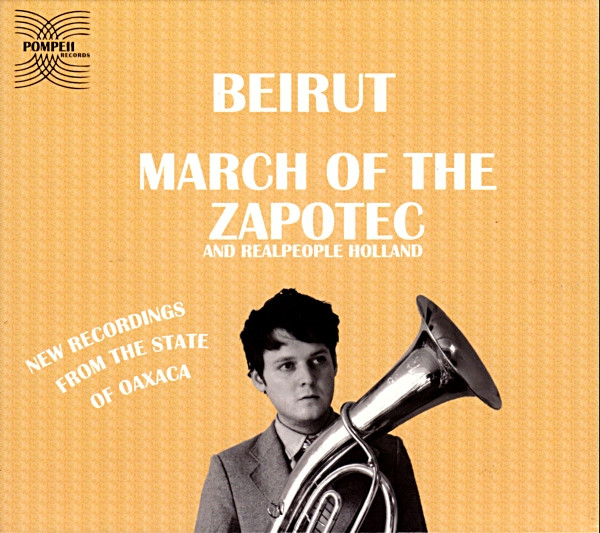 POMPEII
RECORDS
BEIRUT
MARCH OF THE
ZAPOTEC
AND REALPEOPLE HOLLAND
NEW RECORDINGS
FROM THE STATE
OF OAXACA